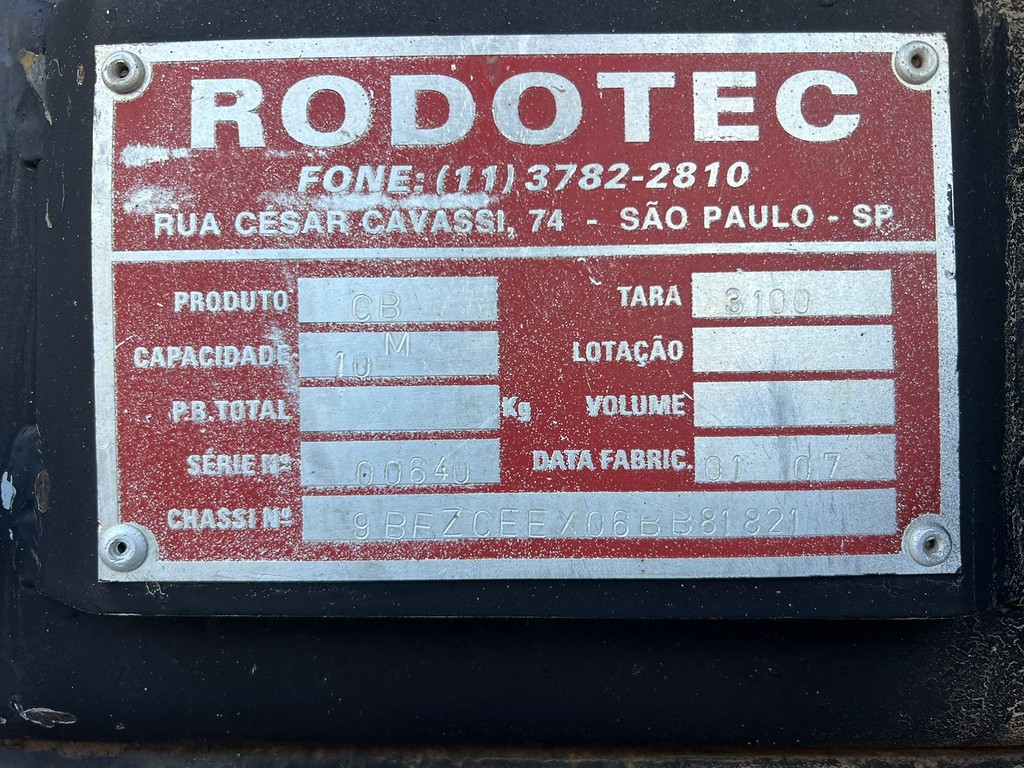 RODOTEC
FONE: (11) 3782-2810
RUA CESAR CAVASSI, 74 - SÃO PAULO - SP
PRODUTO CB TARA 3100
CAPACIDADE 10 M LOTAÇÃO
P.B. TOTAL Kg VOLUME
SÉRIE Nº 00640 DATA FABRIC. 01 07
CHASSI Nº 9BFZCEEX06BB81821